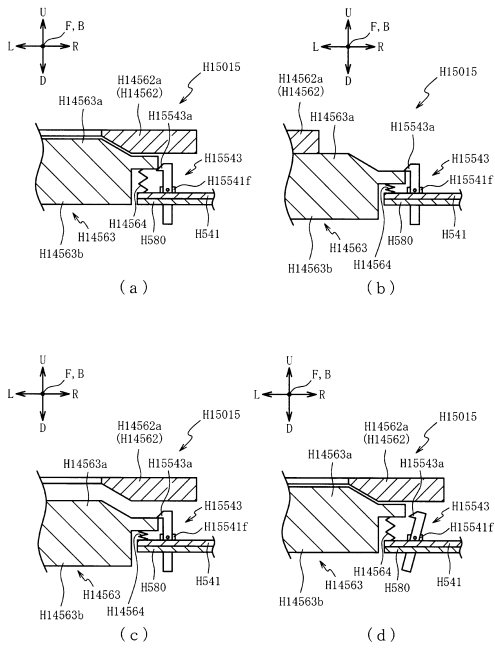 U
F, B
L R
D
H15015
H14562a
(H14562)
H14563a
H15543a
H15543
H15541f
H14564
H541
H580
H14563
H14563b
(a)
U
F, B
L R
D
H15015
H14562a
(H14562)
H14563a
H15543a
H15543
H15541f
H541
H580
H14563
H14564
H14563b
(b)
U
F, B
L R
D
H15015
H14562a
(H14562)
H14563a
H15543a
H15543
H15541f
H541
H580
H14563
H14564
H14563b
(c)
U
F, B
L R
D
H15015
H14562a
(H14562)
H14563a
H15543a
H15543
H15541f
H14564
H541
H580
H14563
H14563b
(d)